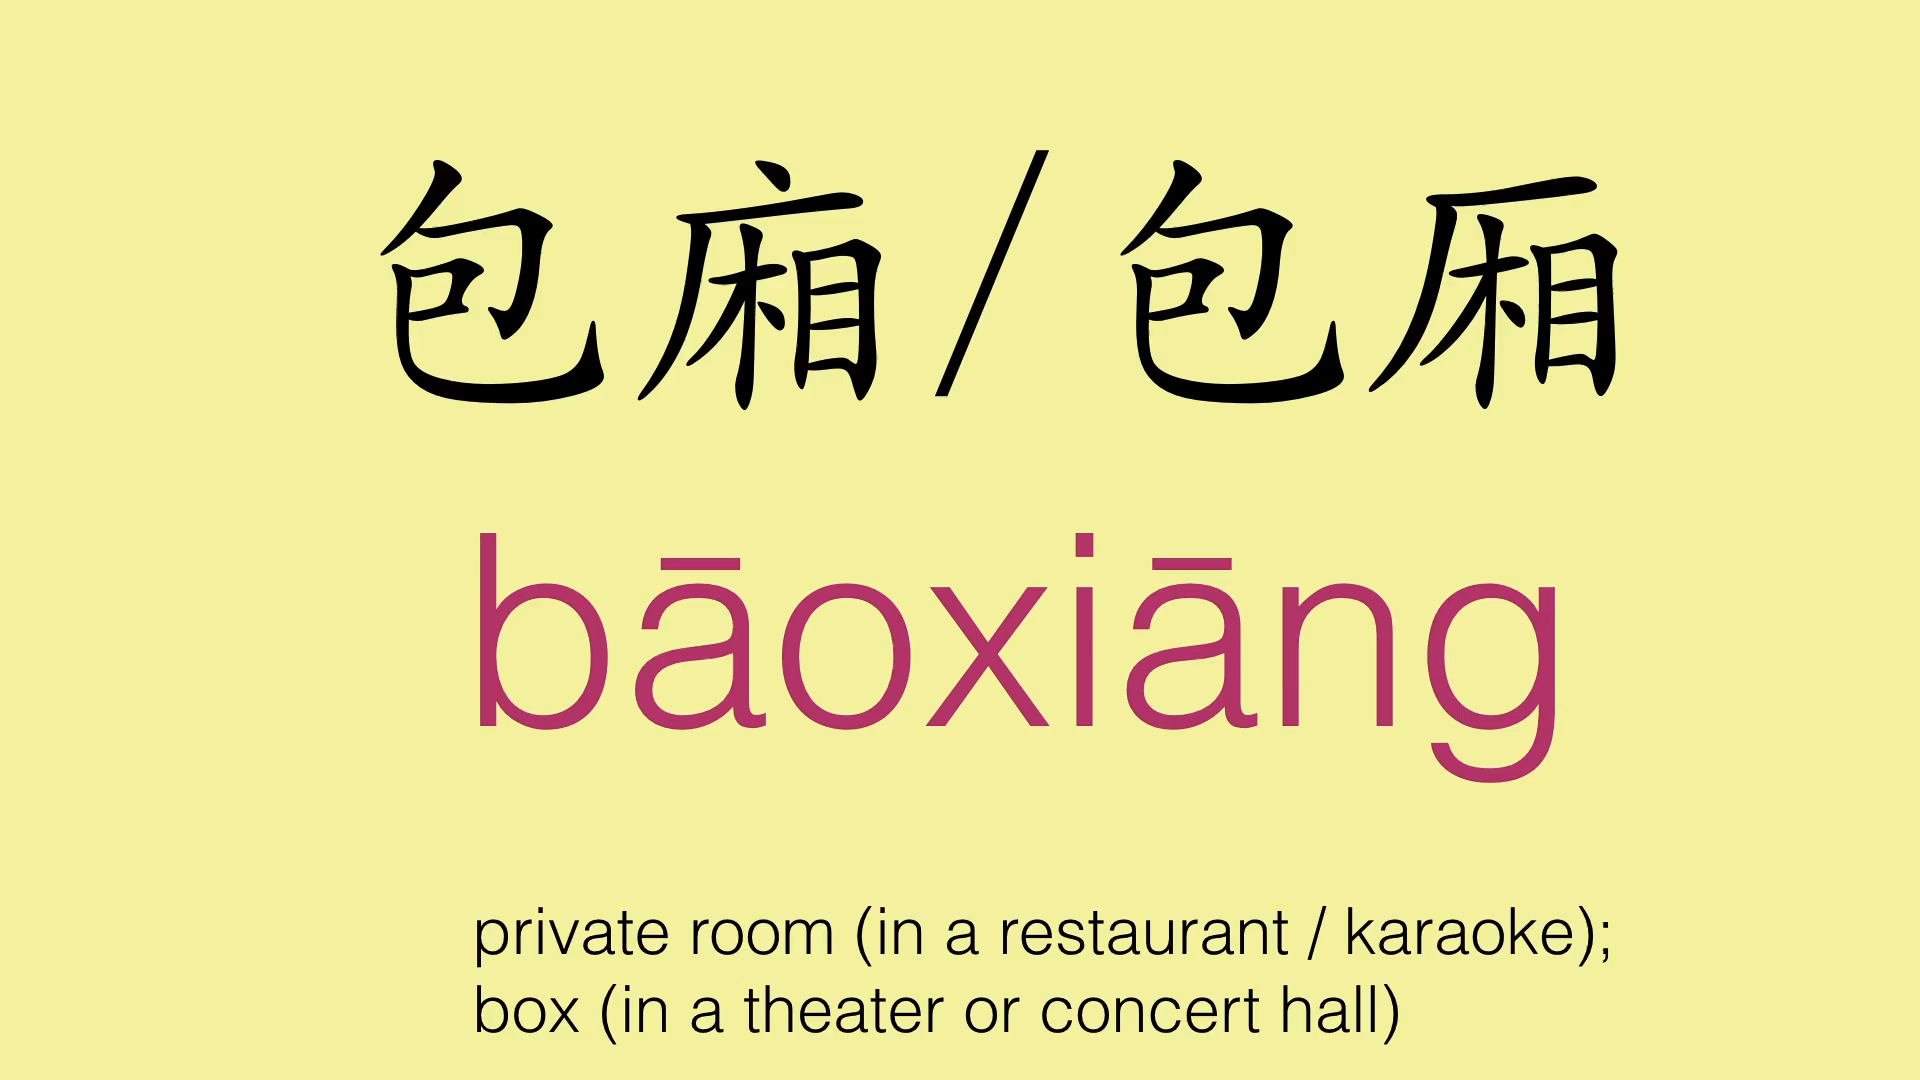 包廂/包厢
bāoxiāng
private room (in a restaurant / karaoke);
box (in a theater or concert hall)